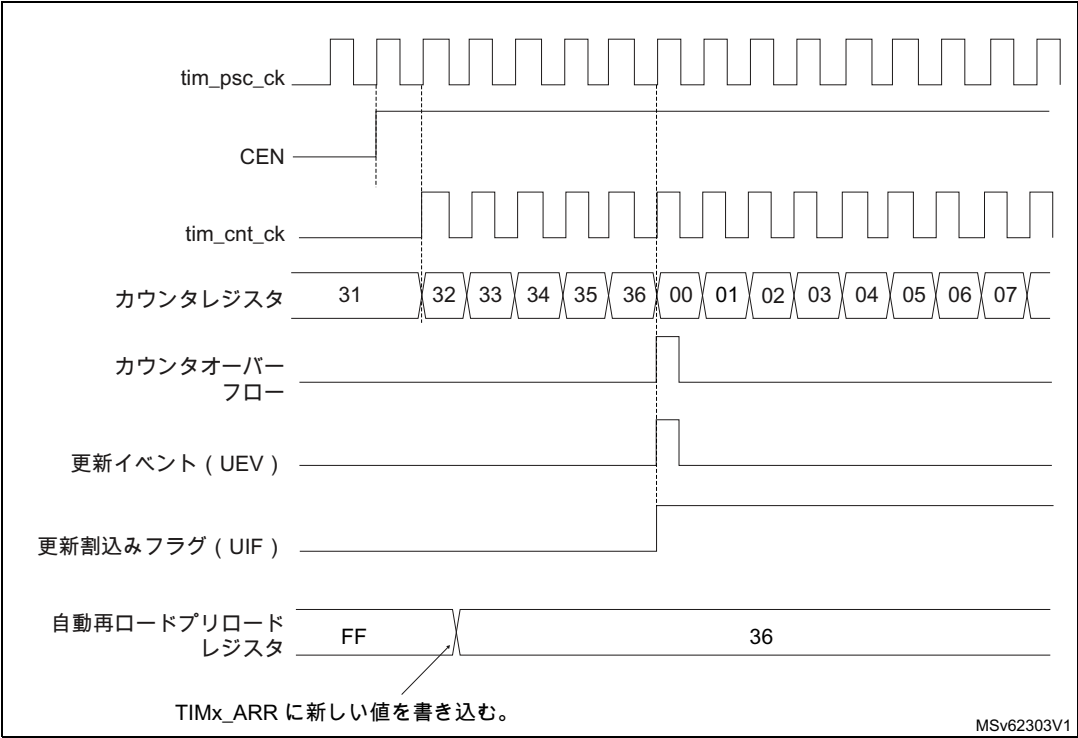 tim_psc_ck
CEN
tim_cnt_ck
カウンタレジスタ 31 32 33 34 35 36 00 01 02 03 04 05 06 07
カウンタオーバー
フロー
更新イベント（UEV）
更新割込みフラグ（UIF）
自動再ロードプリロード
レジスタ
FF 36
TIMx_ARR に新しい値を書き込む。
MSv62303V1